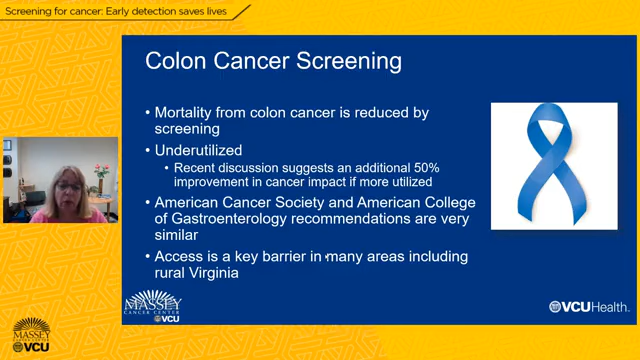 Screening for cancer: Early detection saves lives
Colon Cancer Screening
• Mortality from colon cancer is reduced by
screening
• Underutilized
• Recent discussion suggests an additional 50%
improvement in cancer impact if more utilized
• American Cancer Society and American College
of Gastroenterology recommendations are very
similar
• Access is a key barrier in many areas including
rural Virginia
MASSEY
CANCER CENTER
VCU
VCUHealth
MASSEY
CANCER CENTER
VCU